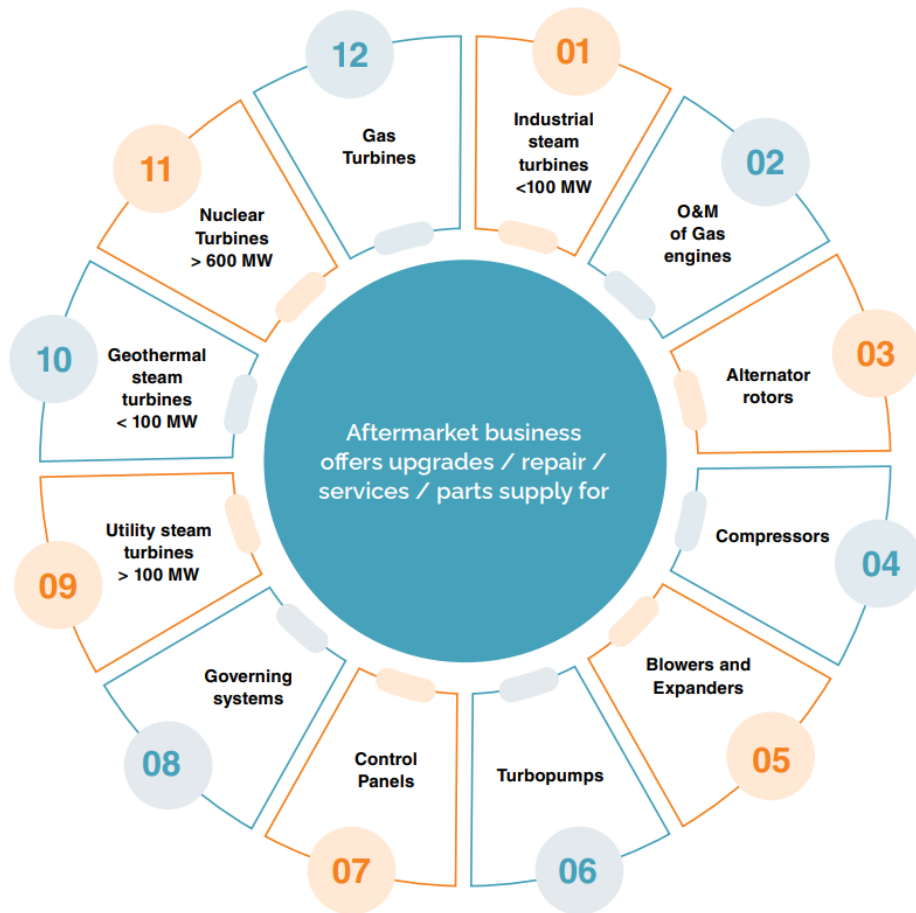 Aftermarket business
offers upgrades / repair /
services / parts supply for
01
Industrial
steam
turbines
<100 MW
02
O&M
of Gas
engines
03
Alternator
rotors
04
Compressors
05
Blowers and
Expanders
06
Turbopumps
07
Control
Panels
08
Governing
systems
09
Utility steam
turbines
> 100 MW
10
Geothermal
steam
turbines
< 100 MW
11
Nuclear
Turbines
> 600 MW
12
Gas
Turbines